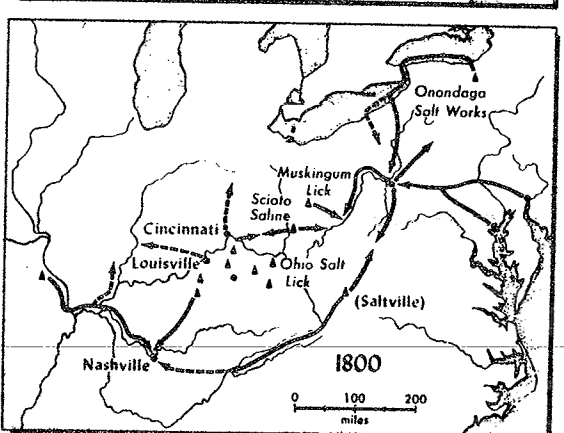 Onondaga
Salt Works
Muskingum
Lick
Scioto
Saline
Cincinnati
Louisville
Ohio Salt
Lick
(Saltville)
Nashville
1800
0 100 200
miles